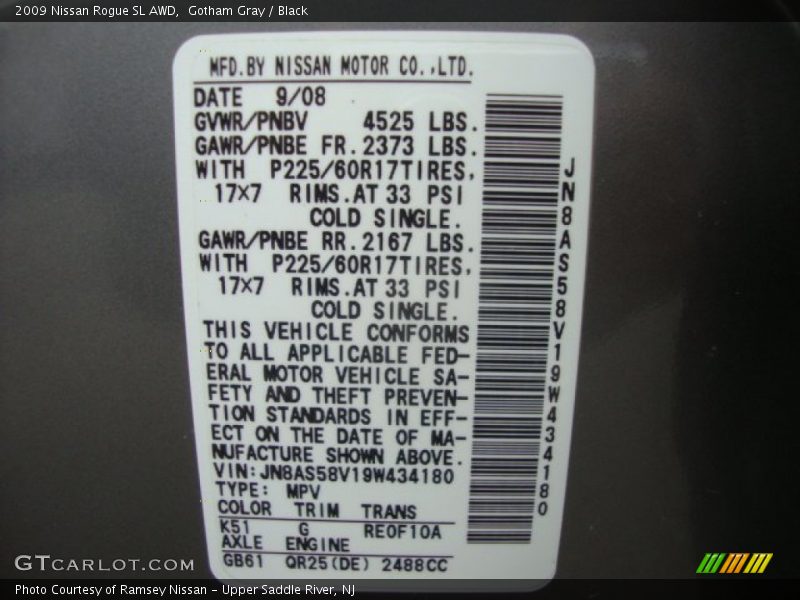 2009 Nissan Rogue SL AWD,  Gotham Gray / Black
MFD.BY NISSAN MOTOR CO.,LTD.
DATE 9/08
GVWR/PNBV 4525 LBS.
GAWR/PNBE FR.2373 LBS.
WITH P225/60R17TIRES,
17×7 RIMS.AT 33 PSI
COLD SINGLE.
GAWR/PNBE RR.2167 LBS.
WITH P225/60R17TIRES,
17×7 RIMS.AT 33 PSI
COLD SINGLE.
THIS VEHICLE CONFORMS
TO ALL APPLICABLE FED-
ERAL MOTOR VEHICLE SA-
FETY AND THEFT PREVEN-
TION STANDARDS IN EFF-
ECT ON THE DATE OF MA-
NUFACTURE SHOWN ABOVE.
VIN:JN8AS58V19W434180
TYPE: MPV
COLOR TRIM TRANS
K51 G RE0F10A
AXLE ENGINE
GB61 QR25(DE) 2488CC
JN8AS58V19W434180
GTCARLOT.COM
Photo Courtesy of Ramsey Nissan - Upper Saddle River, NJ